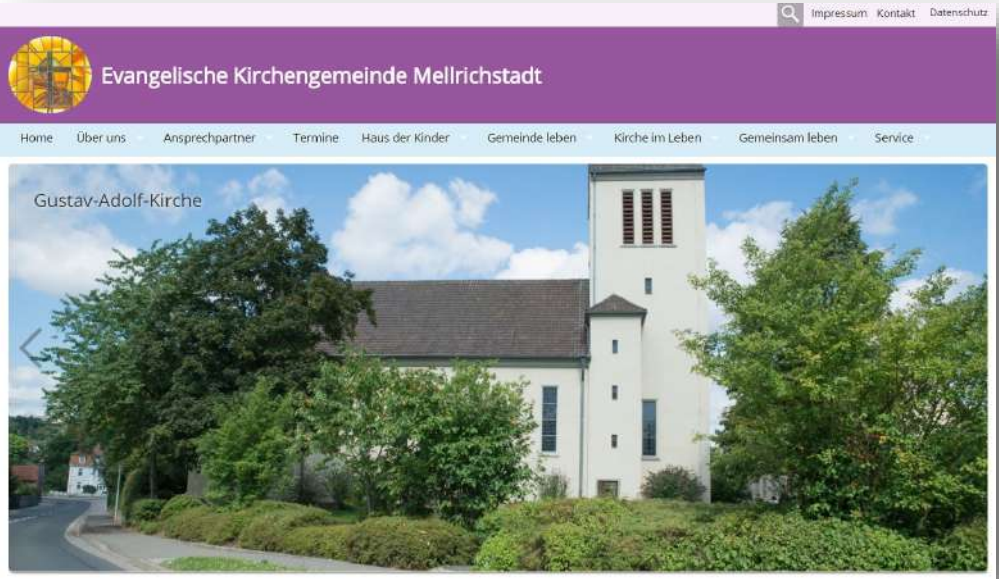 Impressum Kontakt Datenschutz
Evangelische Kirchengemeinde Mellrichstadt
Home Über uns Ansprechpartner Termine Haus der Kinder Gemeinde leben Kirche im Leben Gemeinsam leben Service
Gustav-Adolf-Kirche